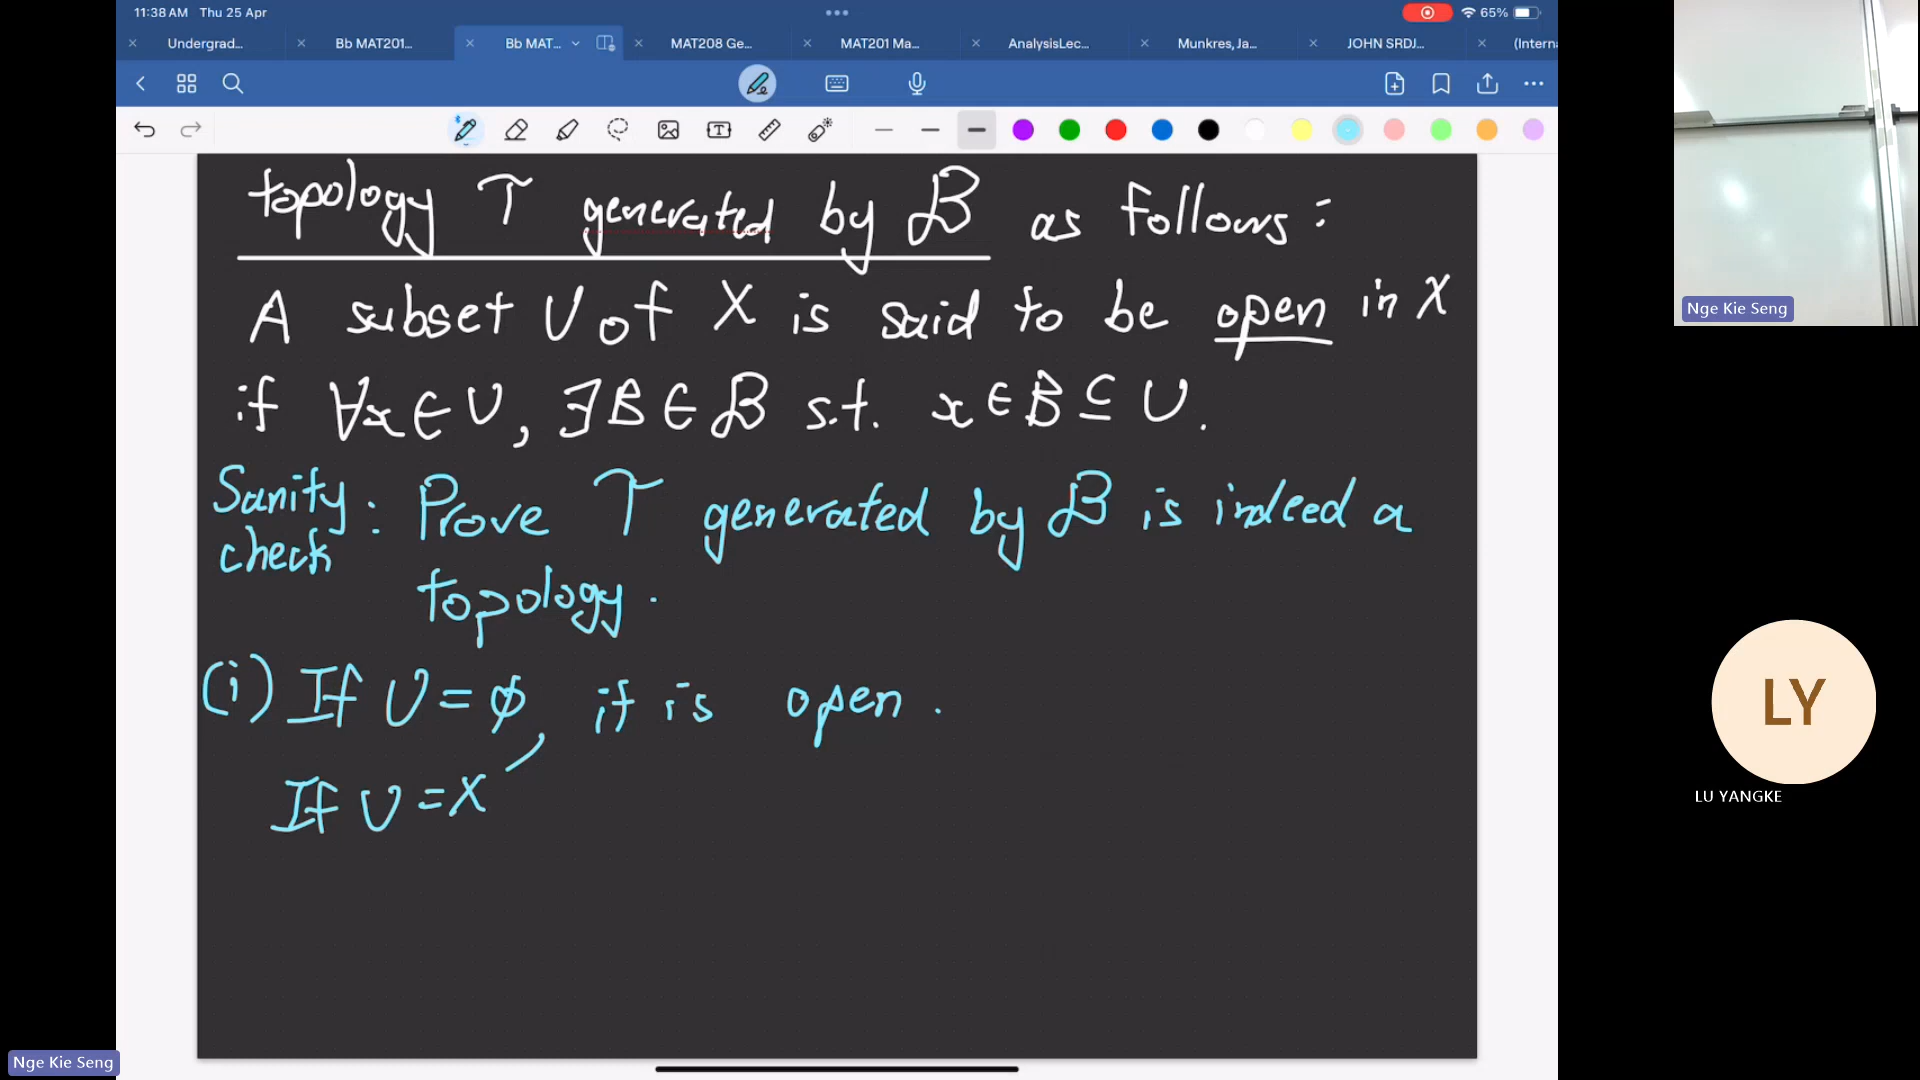 11:38 AM Thu 25 Apr
65%
Undergrad...
Bb MAT201...
Bb MAT...
MAT208 Ge...
MAT201 Ma...
AnalysisLec...
Munkres, Ja...
JOHN SRDJ...
(Intern
topology T generated by B as follows:
A subset U of X is said to be open in X
if ∀x ∈ U, ∃B ∈ B s.t. x ∈ B ⊆ U.
Sanity check: Prove T generated by B is indeed a
topology.
(i) If U = ∅, it is open.
If U = X,
Nge Kie Seng
LY
LU YANGKE
Nge Kie Seng